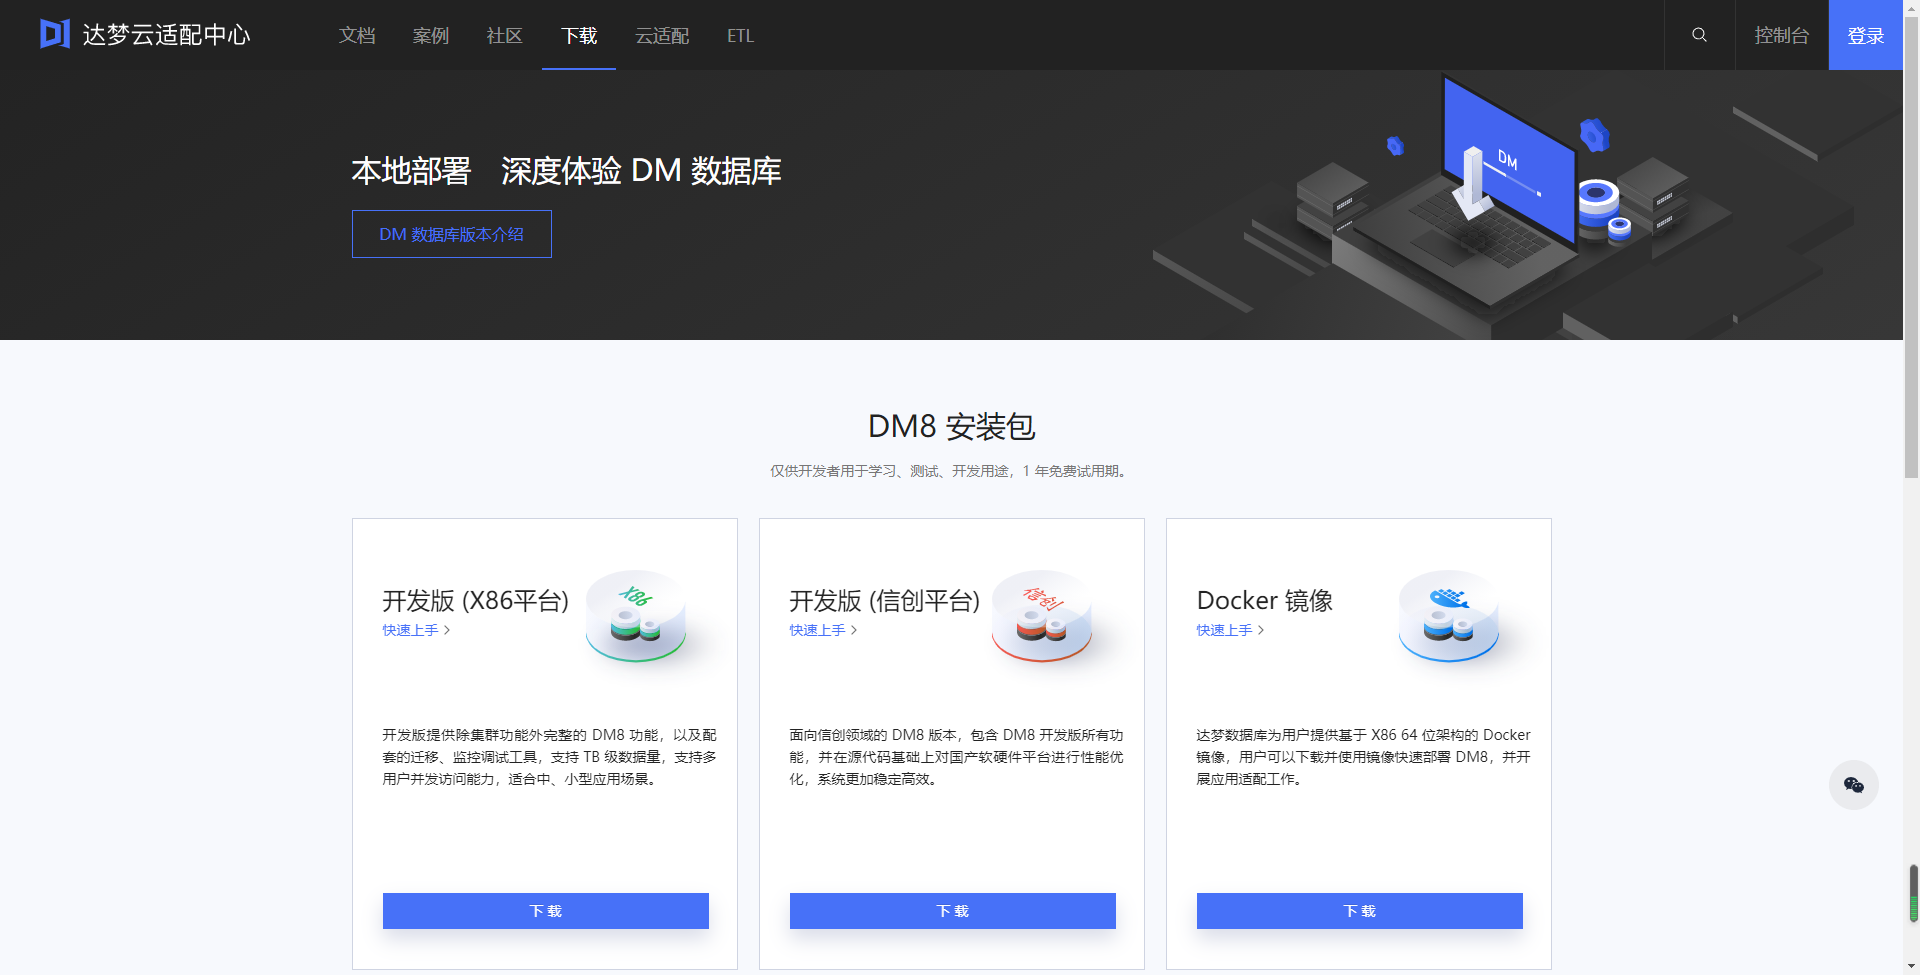 达梦云适配中心
文档 案例 社区 下载 云适配 ETL
控制台 登录
本地部署 深度体验 DM 数据库
DM 数据库版本介绍
DM
DM8 安装包
仅供开发者用于学习、测试、开发用途，1 年免费试用期。
开发版 (X86平台)
快速上手
X86
开发版提供除集群功能外完整的 DM8 功能，以及配
套的迁移、监控调试工具，支持 TB 级数据量，支持多
用户并发访问能力，适合中、小型应用场景。
下载
开发版 (信创平台)
快速上手
信创
面向信创领域的 DM8 版本，包含 DM8 开发版所有功
能，并在源代码基础上对国产软硬件平台进行性能优
化，系统更加稳定高效。
下载
Docker 镜像
快速上手
达梦数据库为用户提供基于 X86 64 位架构的 Docker
镜像，用户可以下载并使用镜像快速部署 DM8，并开
展应用适配工作。
下载